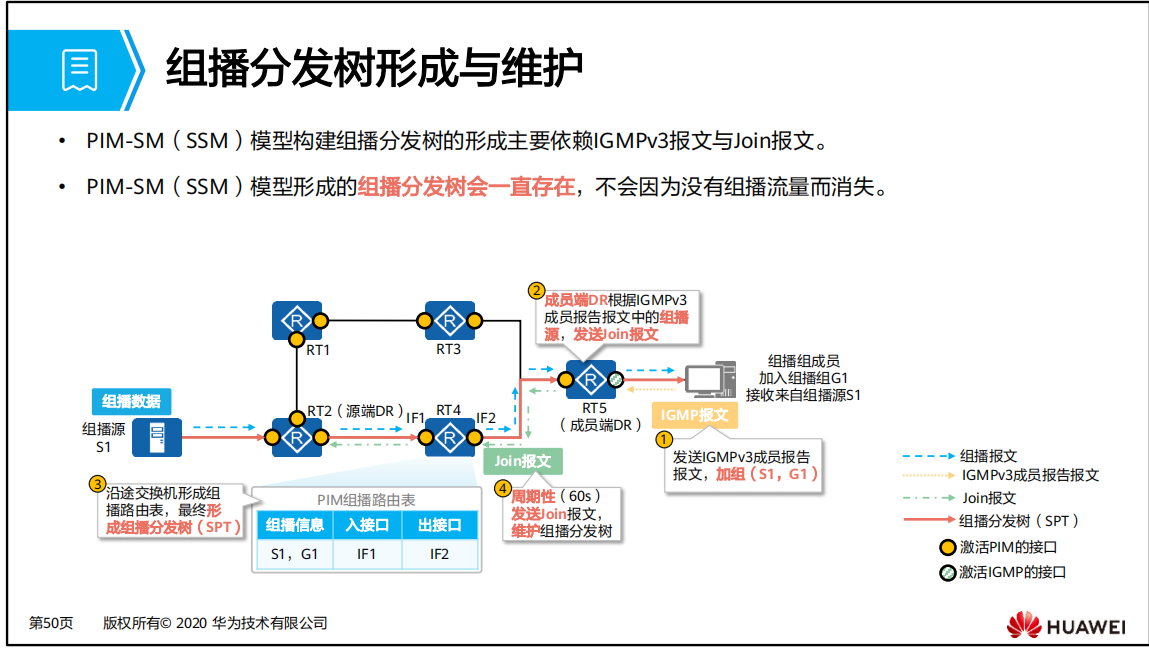 组播分发树形成与维护
• PIM-SM（SSM）模型构建组播分发树的形成主要依赖IGMPv3报文与Join报文。
• PIM-SM（SSM）模型形成的组播分发树会一直存在，不会因为没有组播流量而消失。
2
成员端DR根据IGMPv3
成员报告报文中的组播
源，发送Join报文
R
RT1
R
RT3
R
RT5
（成员端DR）
组播组成员
加入组播组G1
接收来自组播源S1
组播数据
组播源
S1
RT2（源端DR）
R
IF1
RT4
R
IF2
IGMP报文
1
发送IGMPv3成员报告
报文，加组（S1，G1）
Join报文
3
沿途交换机形成组
播路由表，最终形
成组播分发树（SPT）
PIM组播路由表
组播信息 入接口 出接口
S1，G1 IF1 IF2
4
周期性（60s）
发送Join报文，
维护组播分发树
组播报文
IGMPv3成员报告报文
Join报文
组播分发树（SPT）
激活PIM的接口
激活IGMP的接口
第50页 版权所有© 2020 华为技术有限公司
HUAWEI